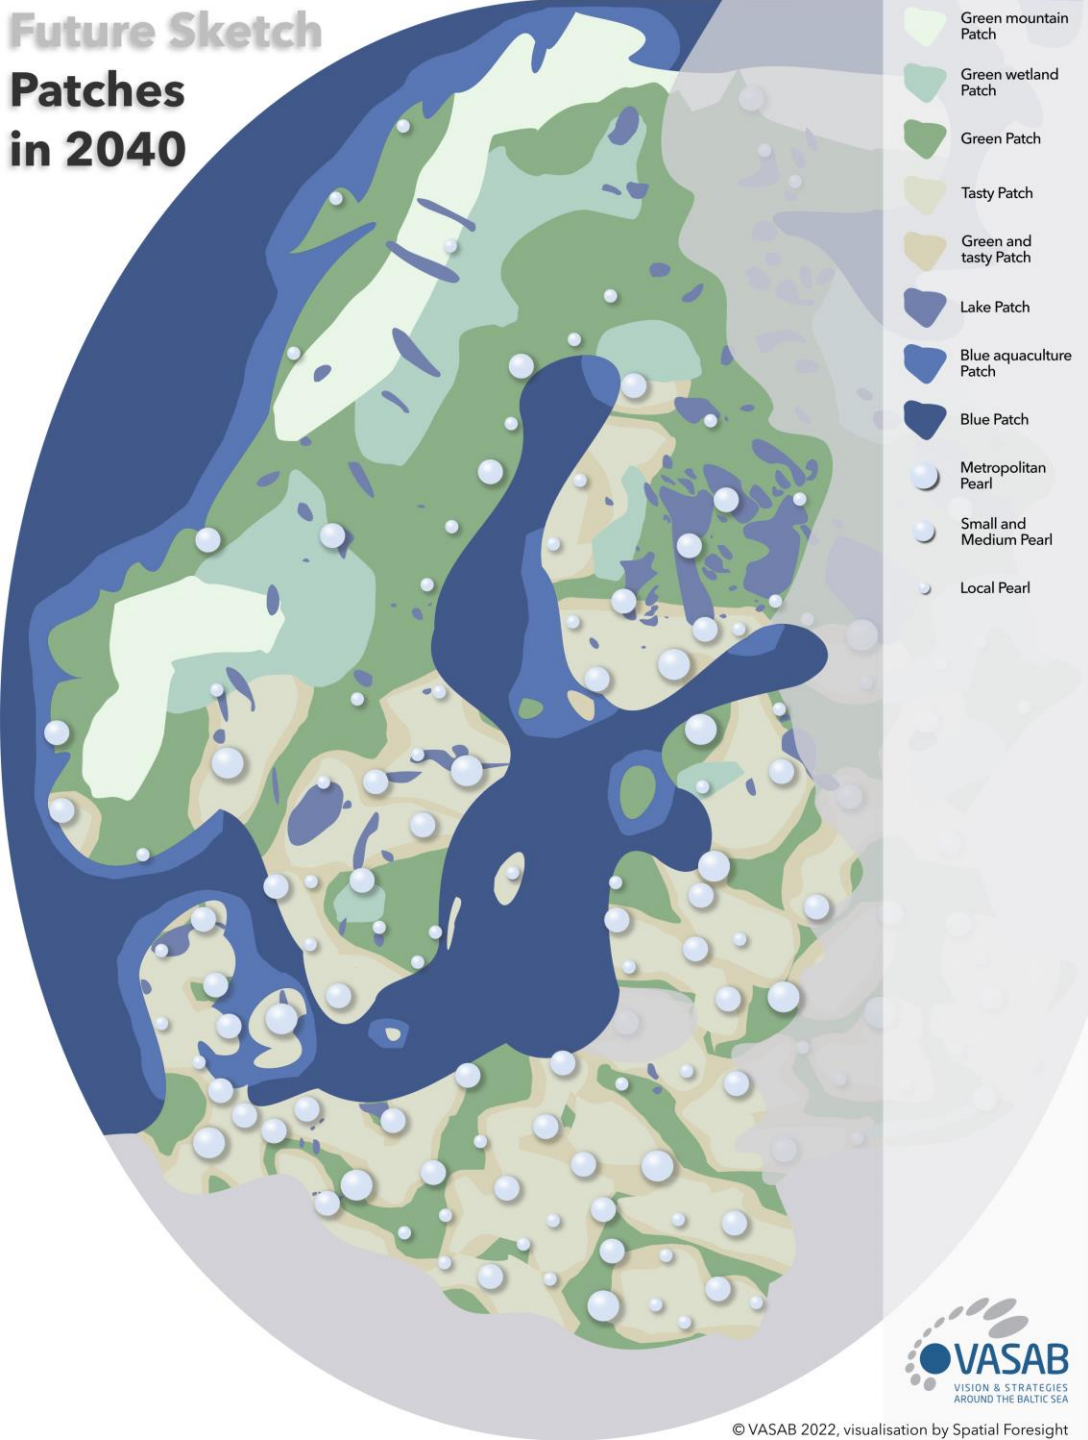 Future Sketch
Patches
in 2040
Green mountain
Patch
Green wetland
Patch
Green Patch
Tasty Patch
Green and
tasty Patch
Lake Patch
Blue aquaculture
Patch
Blue Patch
Metropolitan
Pearl
Small and
Medium Pearl
Local Pearl
VASAB
VISION & STRATEGIES
AROUND THE BALTIC SEA
© VASAB 2022, visualisation by Spatial Foresight